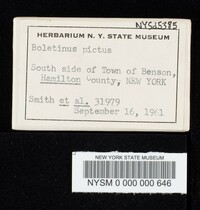 NYS45385
HERBARIUM N. Y. STATE MUSEUM
Boletinus pictus
South side of Town of Benson,
Hamilton County, NEW YORK
Smith et al. 31979
September 16, 1961
NEW YORK STATE MUSEUM
NYSM 0 000 000 646